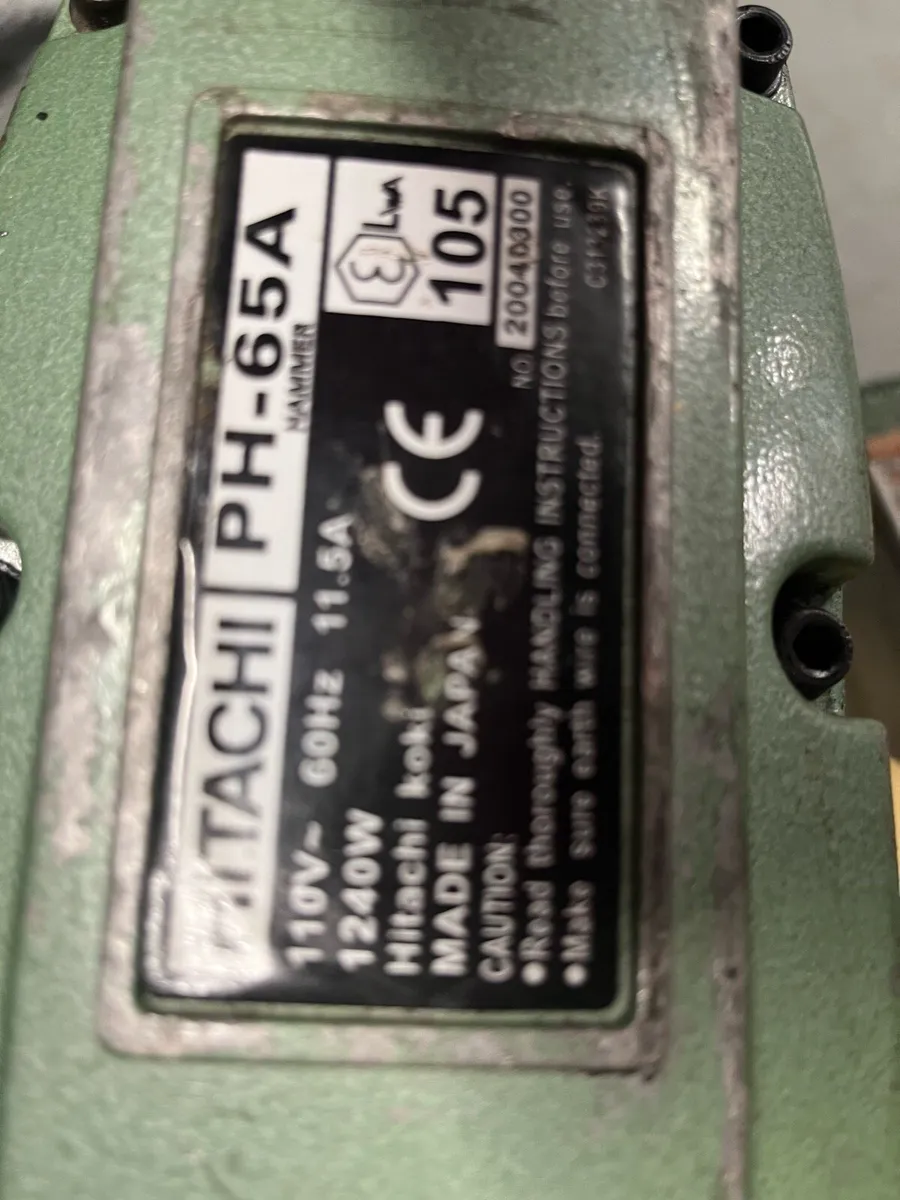 HITACHI PH-65A
HAMMER
110V~ 60Hz 11.5A
1240W
LWA
105
Hitachi koki
MADE IN JAPAN
CE
NO. 20040300
CAUTION:
●Read thoroughly HANDLING INSTRUCTIONS before use.
●Make sure earth wire is connected.